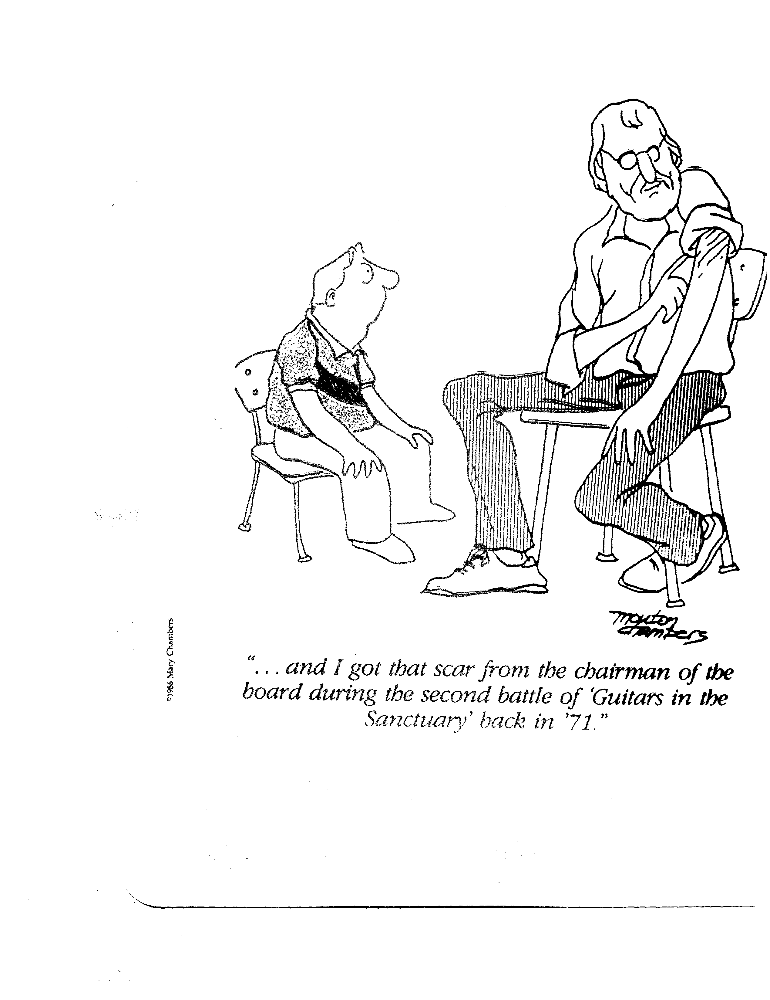 Mouton
Chambers
©1986 Mary Chambers
“...and I got that scar from the chairman of the
board during the second battle of ‘Guitars in the
Sanctuary’ back in ’71.”